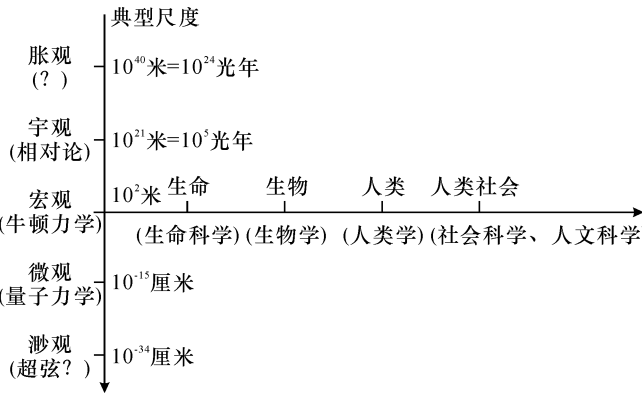 典型尺度
胀观
(?)
10⁴⁰米=10²⁴光年
宇观
(相对论)
10²¹米=10⁵光年
宏观
(牛顿力学)
10²米
生命
生物
人类
人类社会
(生命科学)
(生物学)
(人类学)
(社会科学、人文科学
微观
(量子力学)
10⁻¹⁵厘米
渺观
(超弦?)
10⁻³⁴厘米